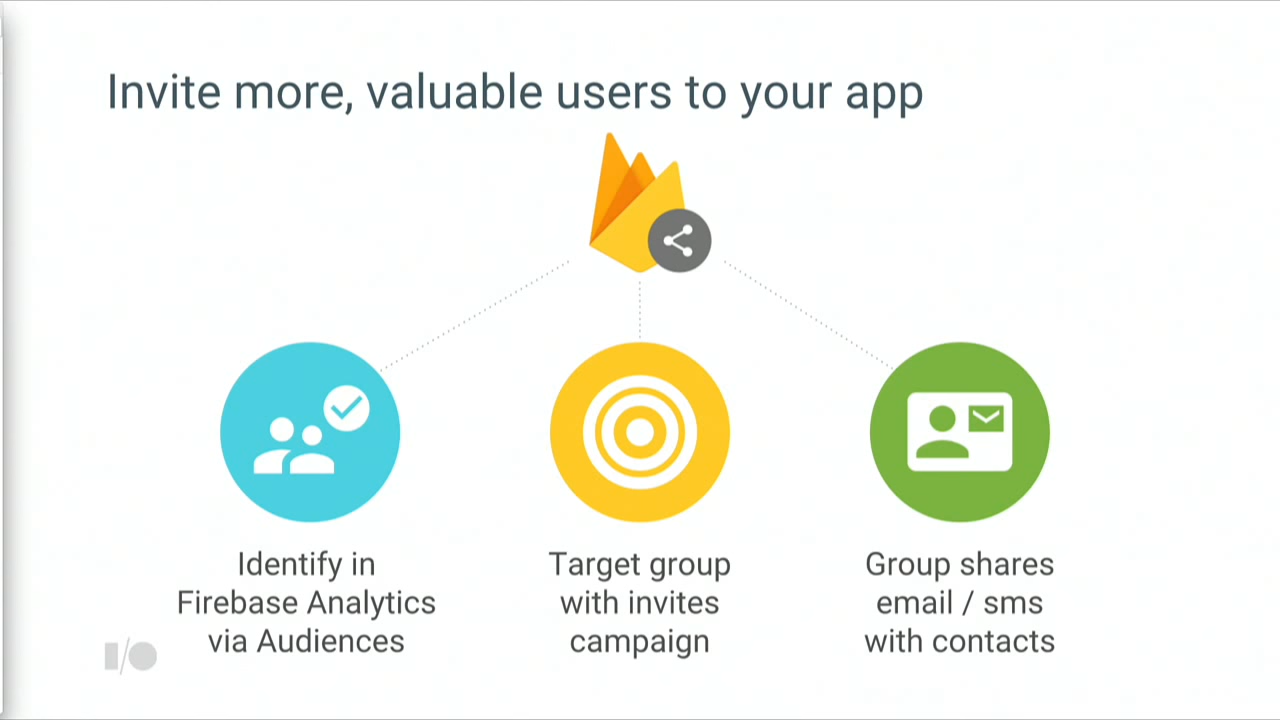 Invite more, valuable users to your app
Identify in
Firebase Analytics
via Audiences
Target group
with invites
campaign
Group shares
email / sms
with contacts
I/O